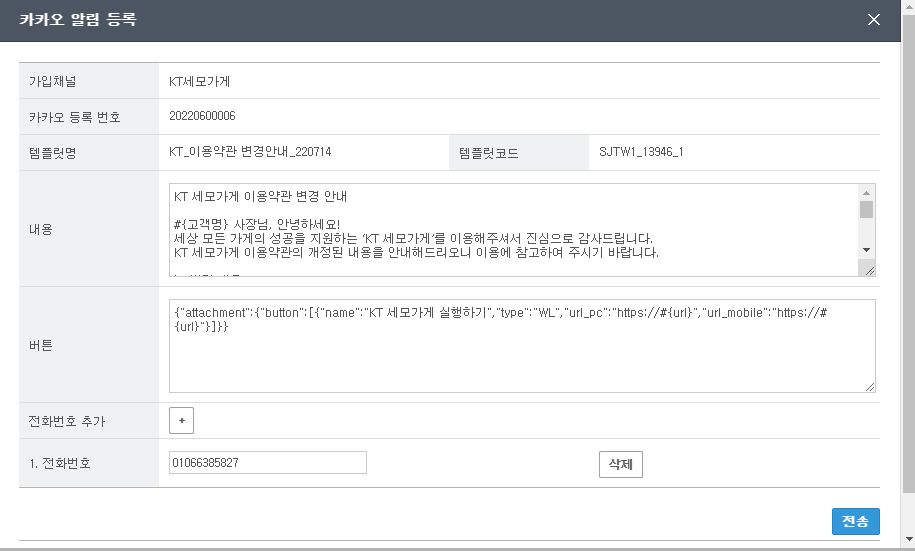 카카오 알림 등록
가입채널 KT세모가게
카카오 등록 번호 20220600006
템플릿명 KT_이용약관 변경안내_220714 템플릿코드 SJTW1_13946_1
내용
KT 세모가게 이용약관 변경 안내
#{고객명} 사장님, 안녕하세요!
세상 모든 가게의 성공을 지원하는 ‘KT 세모가게’를 이용해주셔서 진심으로 감사드립니다.
KT 세모가게 이용약관의 개정된 내용을 안내해드리오니 이용에 참고하여 주시기 바랍니다.
버튼
{"attachment":{"button":[{"name":"KT 세모가게 실행하기","type":"WL","url_pc":"https://#{url}","url_mobile":"https://#
{url}"}]}}
전화번호 추가 +
1. 전화번호 01066385827 삭제
전송